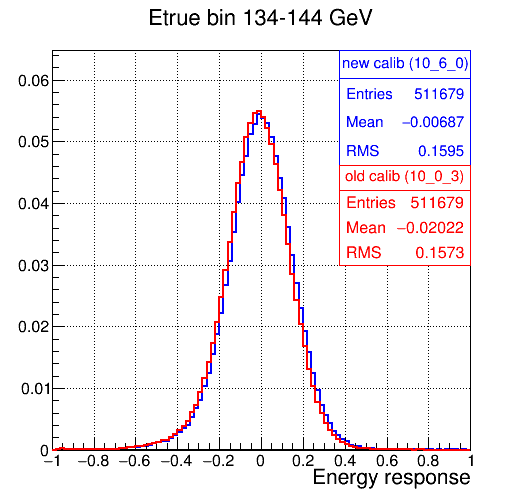 Etrue bin 134-144 GeV
new calib (10_6_0)
Entries 511679
Mean −0.00687
RMS 0.1595
old calib (10_0_3)
Entries 511679
Mean −0.02022
RMS 0.1573
0.06
0.05
0.04
0.03
0.02
0.01
0
−1 −0.8 −0.6 −0.4 −0.2 0 0.2 0.4 0.6 0.8 1
Energy response